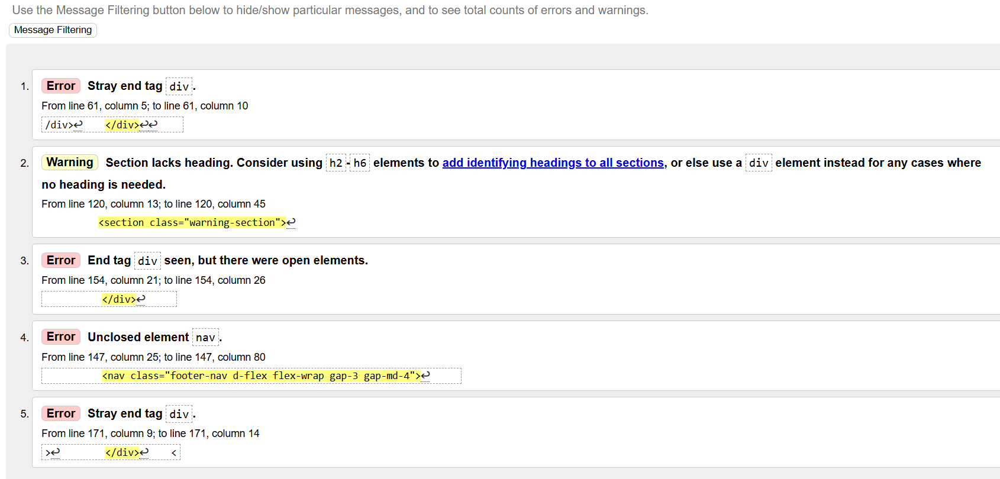 Use the Message Filtering button below to hide/show particular messages, and to see total counts of errors and warnings.
Message Filtering
1. Error Stray end tag div.
From line 61, column 5; to line 61, column 10
/div>↩    </div>↩↩
2. Warning Section lacks heading. Consider using h2-h6 elements to add identifying headings to all sections, or else use a div element instead for any cases where
no heading is needed.
From line 120, column 13; to line 120, column 45
<section class="warning-section">↩
3. Error End tag div seen, but there were open elements.
From line 154, column 21; to line 154, column 26
</div>↩
4. Error Unclosed element nav.
From line 147, column 25; to line 147, column 80
<nav class="footer-nav d-flex flex-wrap gap-3 gap-md-4">↩
5. Error Stray end tag div.
From line 171, column 9; to line 171, column 14
>↩        </div>↩    <